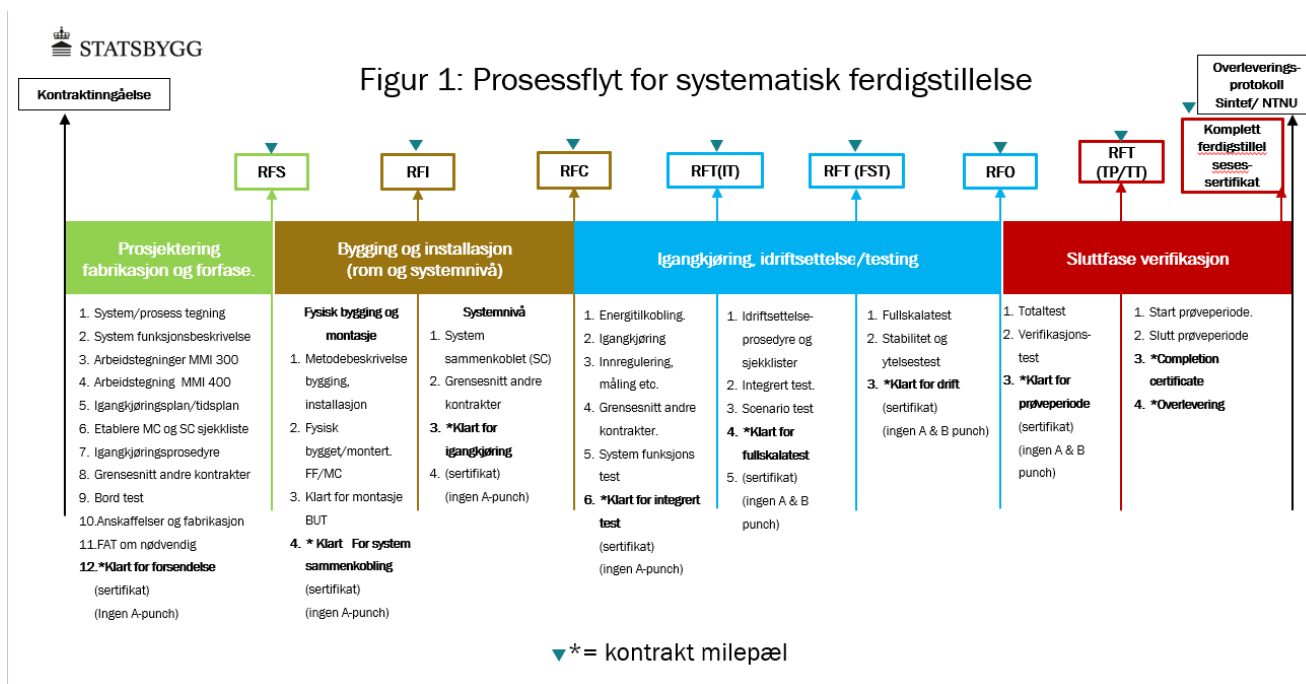 STATSBYGG
Figur 1: Prosessflyt for systematisk ferdigstillelse
Kontraktinngåelse
Overleverings-
protokoll
Sintef/ NTNU
RFS
RFI
RFC
RFT(IT)
RFT (FST)
RFO
RFT
(TP/TT)
Komplett
ferdigstillel
seses-
sertifikat
Prosjektering
fabrikasjon og forfase.
Bygging og installasjon
(rom og systemnivå)
Igangkjøring, idriftsettelse/testing
Sluttfase verifikasjon
1. System/prosess tegning
2. System funksjonsbeskrivelse
3. Arbeidstegninger MMI 300
4. Arbeidstegning MMI 400
5. Igangkjøringsplan/tidsplan
6. Etablere MC og SC sjekkliste
7. Igangkjøringsprosedyre
8. Grensesnitt andre kontrakter
9. Bord test
10.Anskaffelser og fabrikasjon
11.FAT om nødvendig
12.*Klart for forsendelse
(sertifikat)
(Ingen A-punch)
Fysisk bygging og
montasje
1. Metodebeskrivelse
bygging,
installasjon
2. Fysisk
bygget/montert.
FF/MC
3. Klart for montasje
BUT
4. * Klart For system
sammenkobling
(sertifikat)
(ingen A-punch)
Systemnivå
1. System
sammenkoblet (SC)
2. Grensesnitt andre
kontrakter
3. *Klart for
igangkjøring
4. (sertifikat)
(ingen A-punch)
1. Energitilkobling.
2. Igangkjøring
3. Innregulering,
måling etc.
4. Grensesnitt andre
kontrakter.
5. System funksjons
test
6. *Klart for integrert
test
(sertifikat)
(ingen A-punch)
1. Idriftsettelse-
prosedyre og
sjekklister
2. Integrert test.
3. Scenario test
4. *Klart for
fullskalatest
5. (sertifikat)
(ingen A & B
punch)
1. Fullskalatest
2. Stabilitet og
ytelsestest
3. *Klart for drift
(sertifikat)
(ingen A & B punch)
1. Totaltest
2. Verifikasjons-
test
3. *Klart for
prøveperiode
(sertifikat)
(ingen A & B
punch)
1. Start prøveperiode.
2. Slutt prøveperiode
3. *Completion
certificate
4. *Overlevering
*= kontrakt milepæl